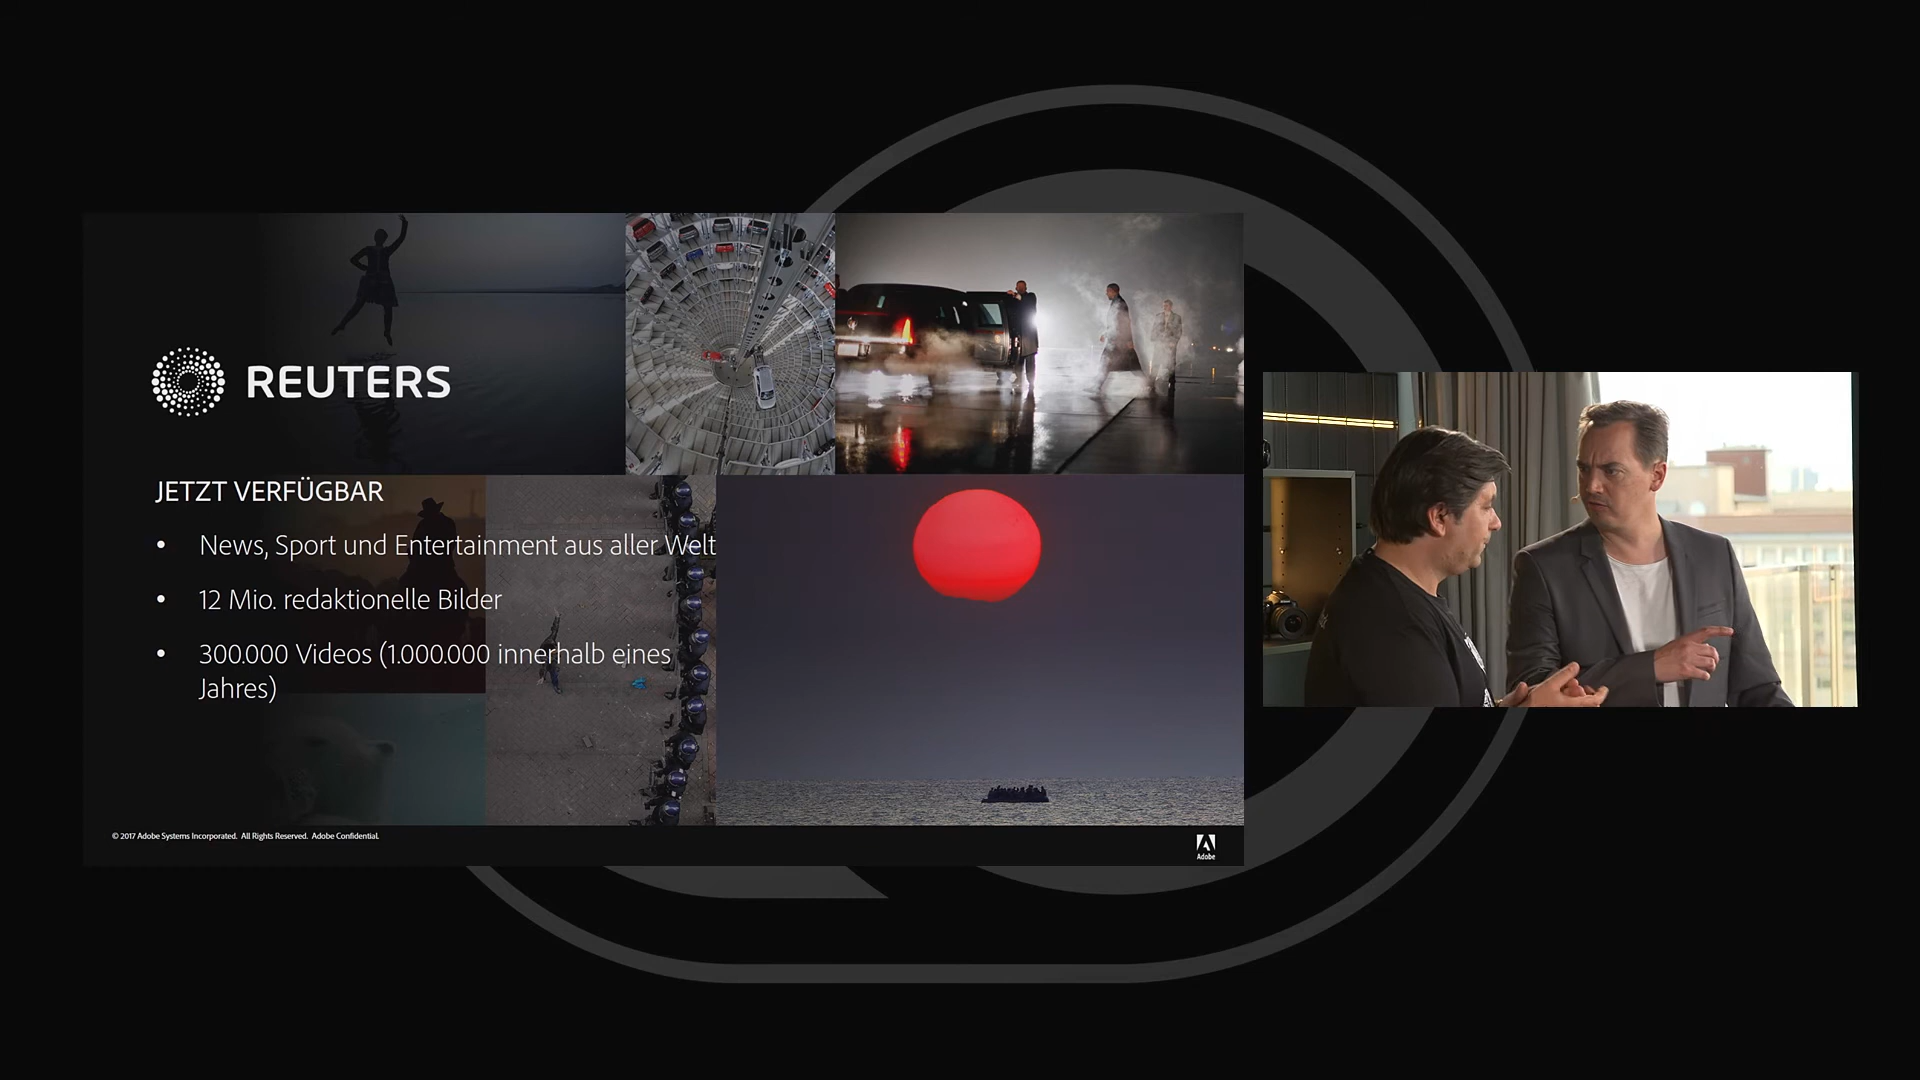 REUTERS
JETZT VERFÜGBAR
• News, Sport und Entertainment aus aller Welt
• 12 Mio. redaktionelle Bilder
• 300.000 Videos (1.000.000 innerhalb eines
Jahres)
© 2017 Adobe Systems Incorporated. All Rights Reserved. Adobe Confidential.
Adobe